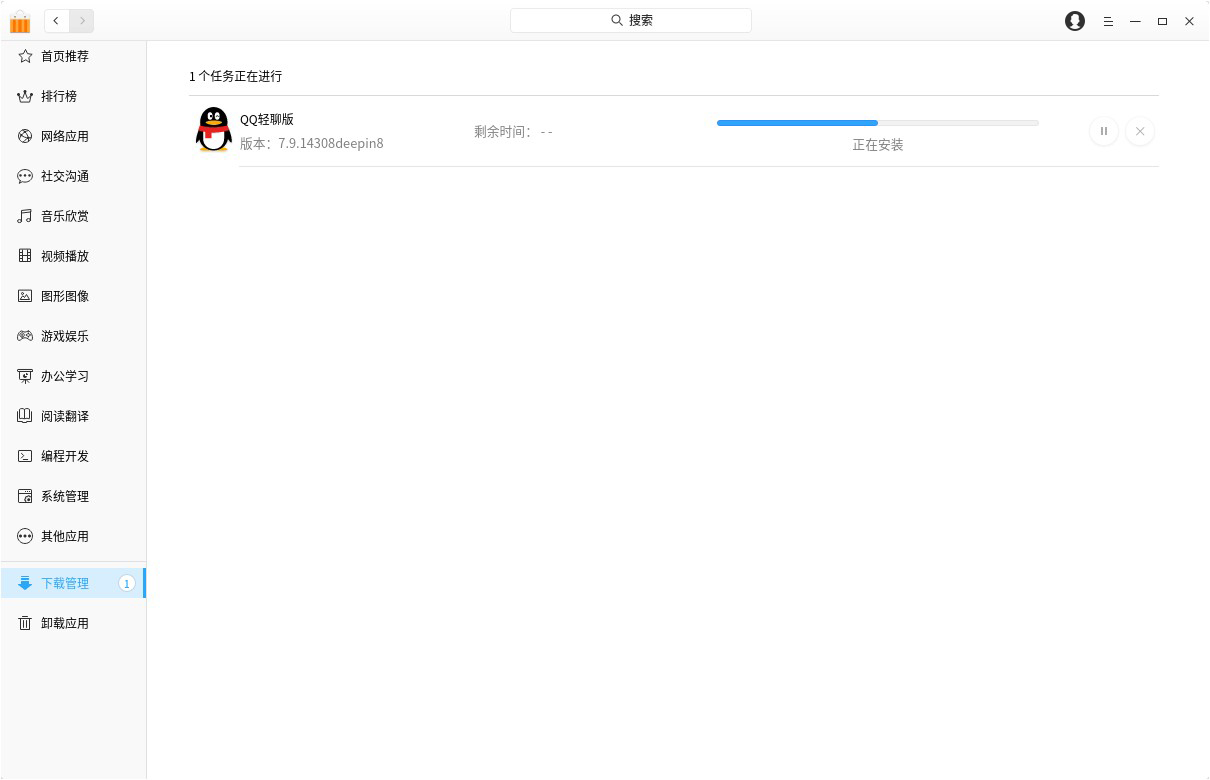 搜索
首页推荐
排行榜
网络应用
社交沟通
音乐欣赏
视频播放
图形图像
游戏娱乐
办公学习
阅读翻译
编程开发
系统管理
其他应用
下载管理 1
卸载应用
1 个任务正在进行
QQ轻聊版
版本：7.9.14308deepin8
剩余时间： - -
正在安装